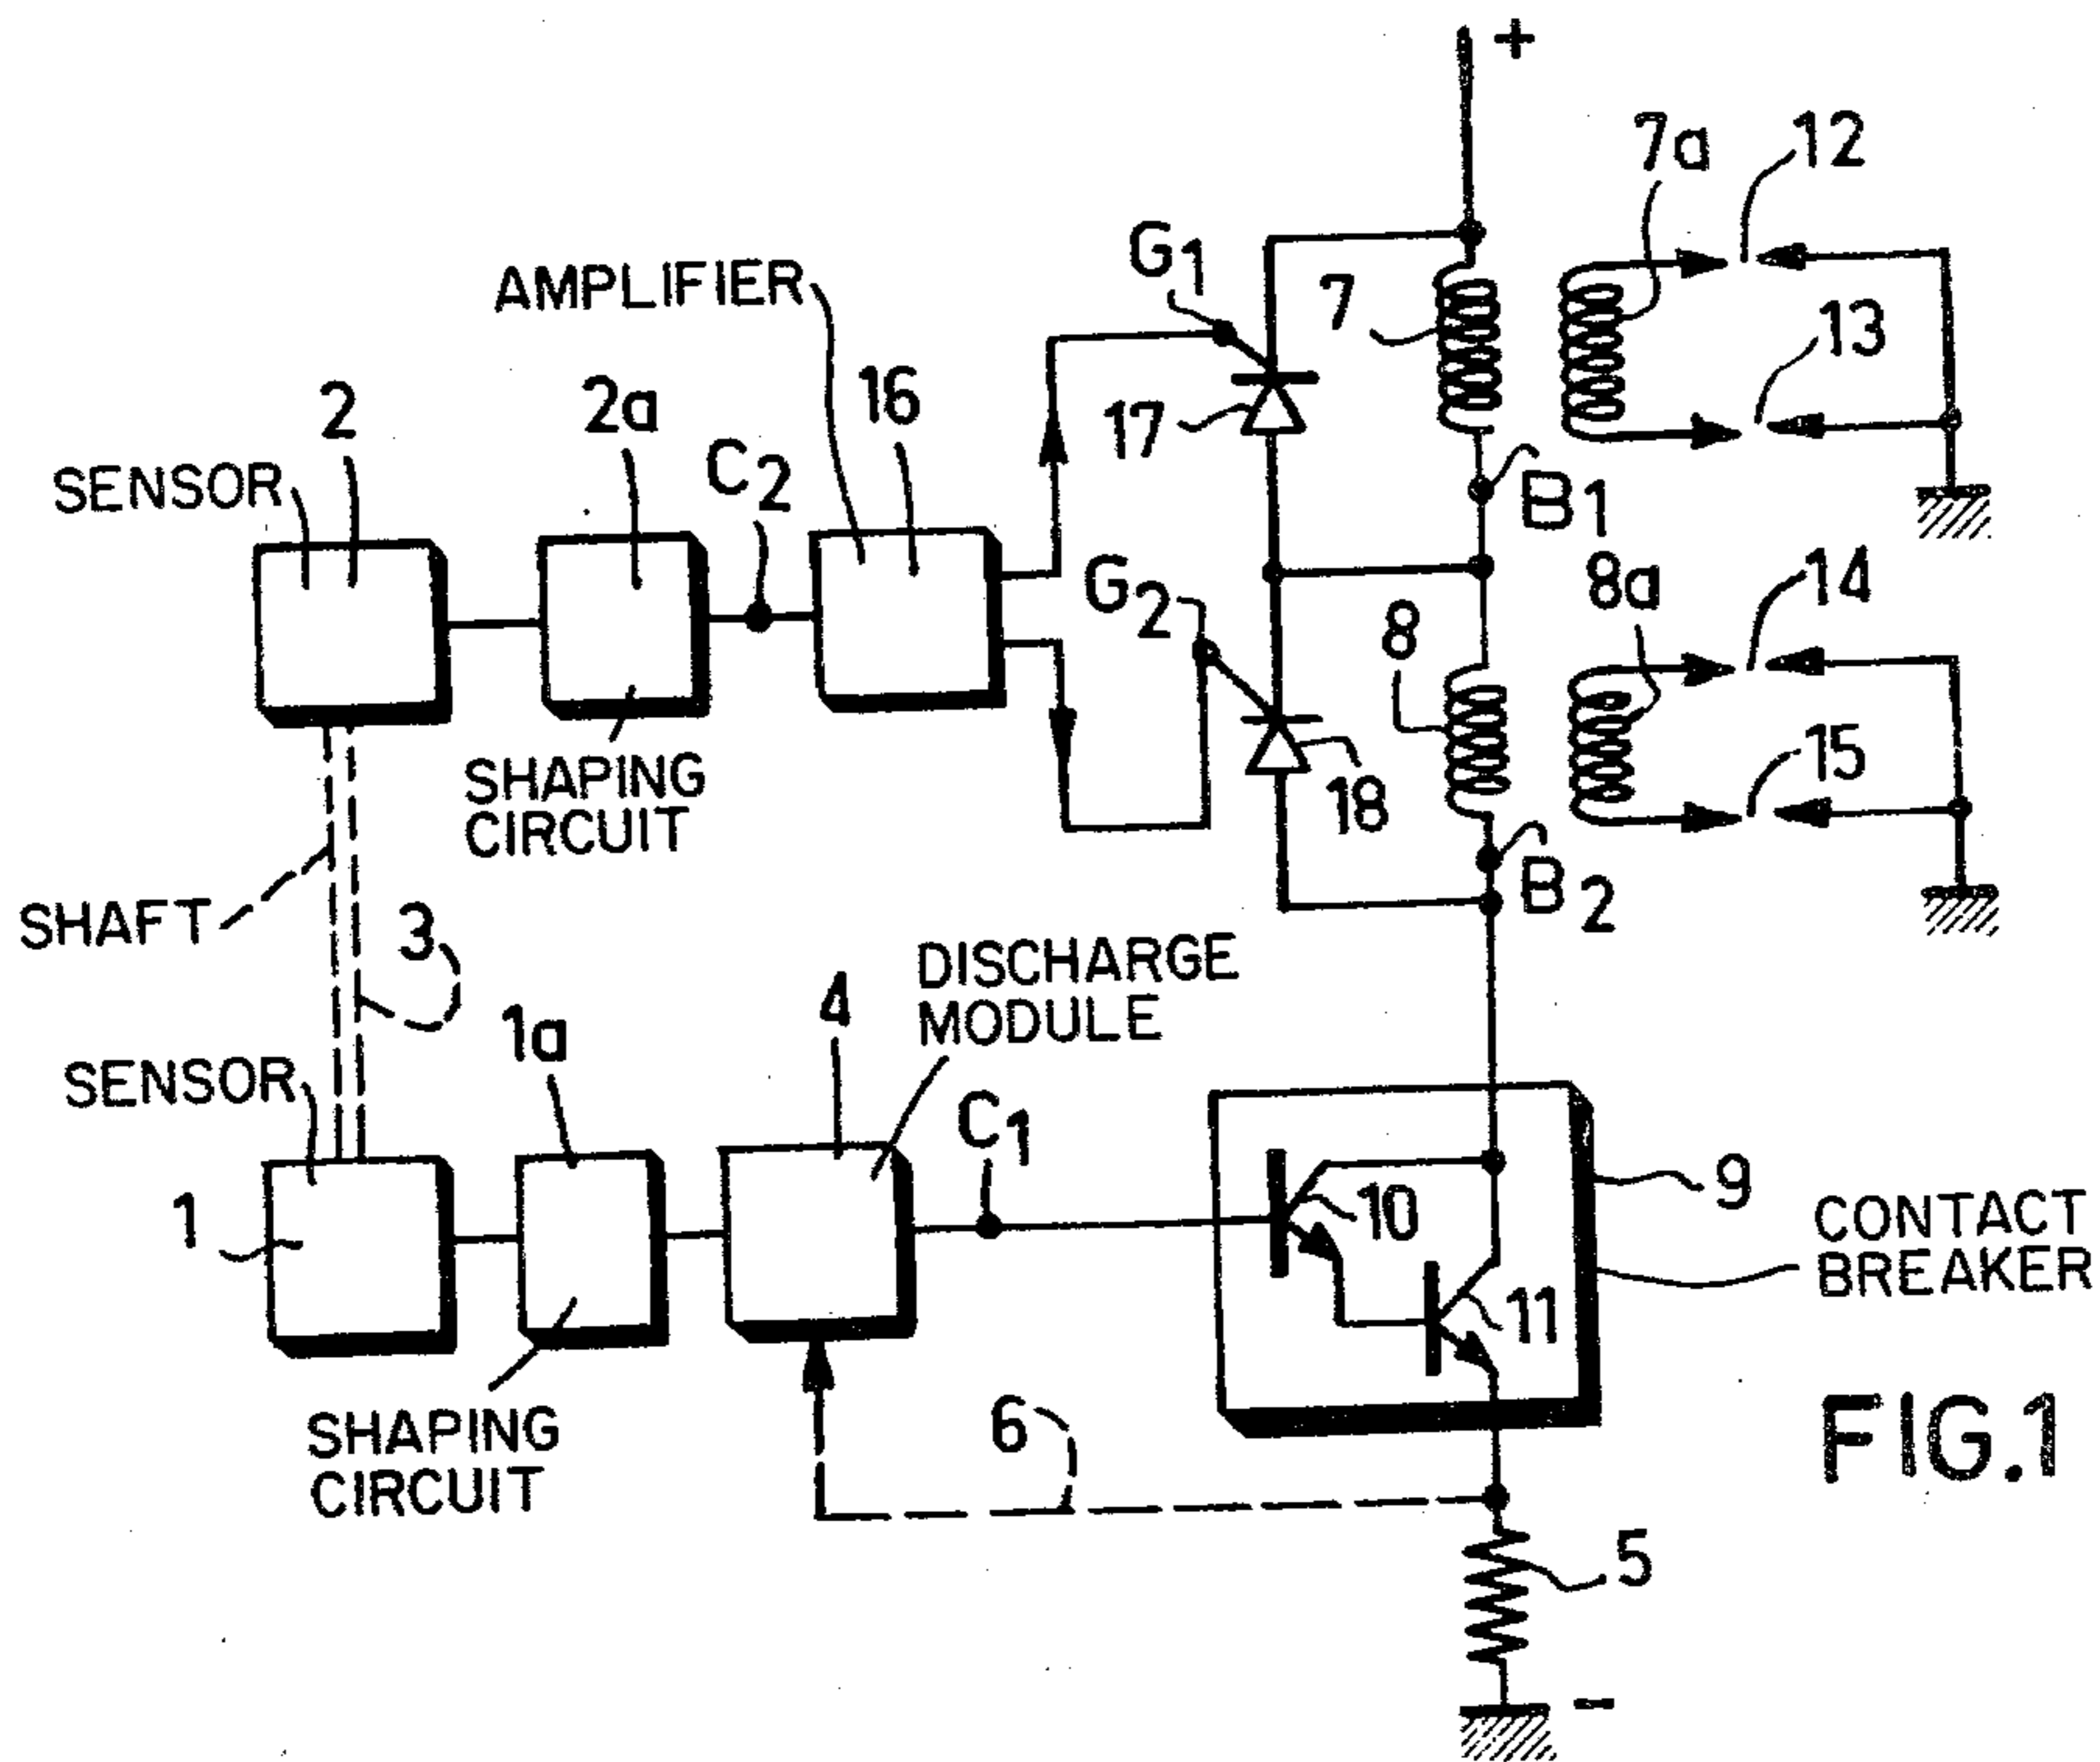 +
7a
12
G1
AMPLIFIER
7
13
2
2a
16
17
C2
SENSOR
B1
G2
8
8a
14
SHAPING
CIRCUIT
18
15
SHAFT
3
B2
DISCHARGE
MODULE
4
1a
SENSOR
C1
1
10
9
CONTACT
BREAKER
11
6
SHAPING
CIRCUIT
FIG.1
5
-